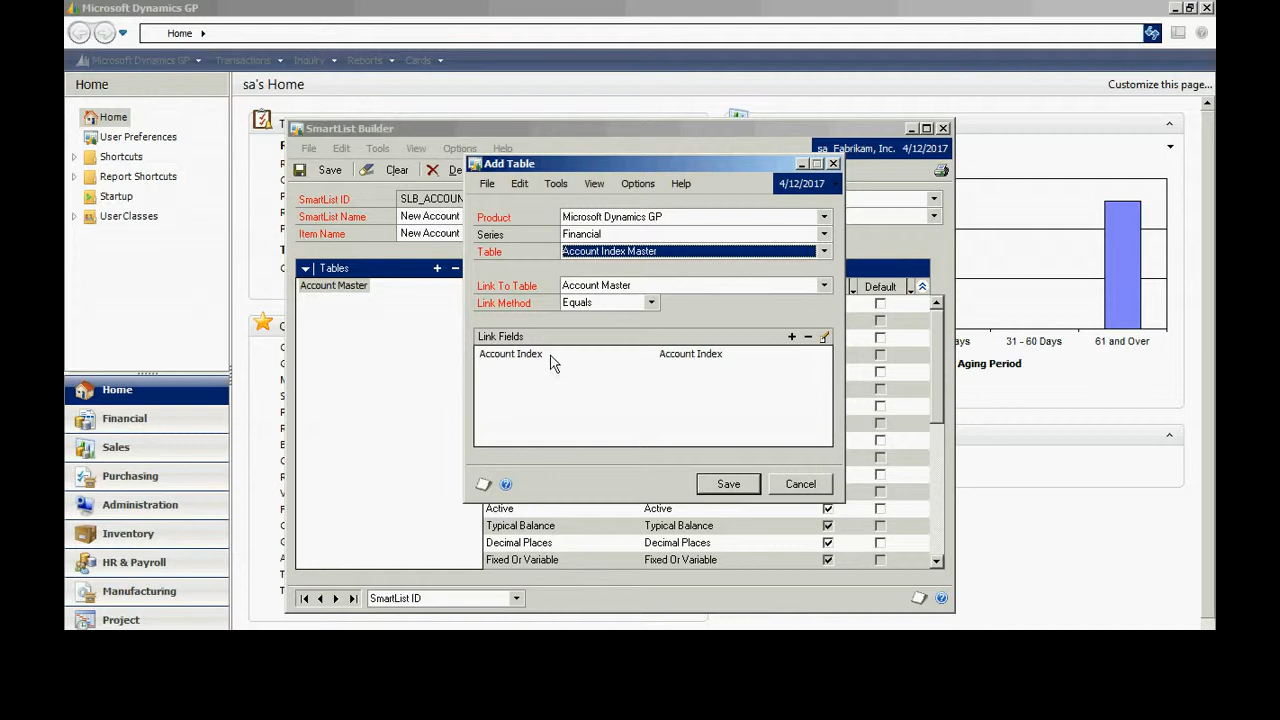 Microsoft Dynamics GP
Home
Microsoft Dynamics GP Transactions Inquiry Reports Cards
Home
sa's Home
Customize this page...
Home
User Preferences
Shortcuts
Report Shortcuts
Startup
UserClasses
SmartList Builder
File Edit Tools View Options Help
sa Fabrikam, Inc. 4/12/2017
Save Clear De
SmartList ID SLB_ACCOUN
SmartList Name New Account
Item Name New Account
Tables
Account Master
Default
Add Table
File Edit Tools View Options Help
4/12/2017
Product Microsoft Dynamics GP
Series Financial
Table Account Index Master
Link To Table Account Master
Link Method Equals
Link Fields
Account Index Account Index
Save Cancel
Active Active
Typical Balance Typical Balance
Decimal Places Decimal Places
Fixed Or Variable Fixed Or Variable
SmartList ID
31 - 60 Days 61 and Over
Aging Period
Home
Financial
Sales
Purchasing
Administration
Inventory
HR & Payroll
Manufacturing
Project